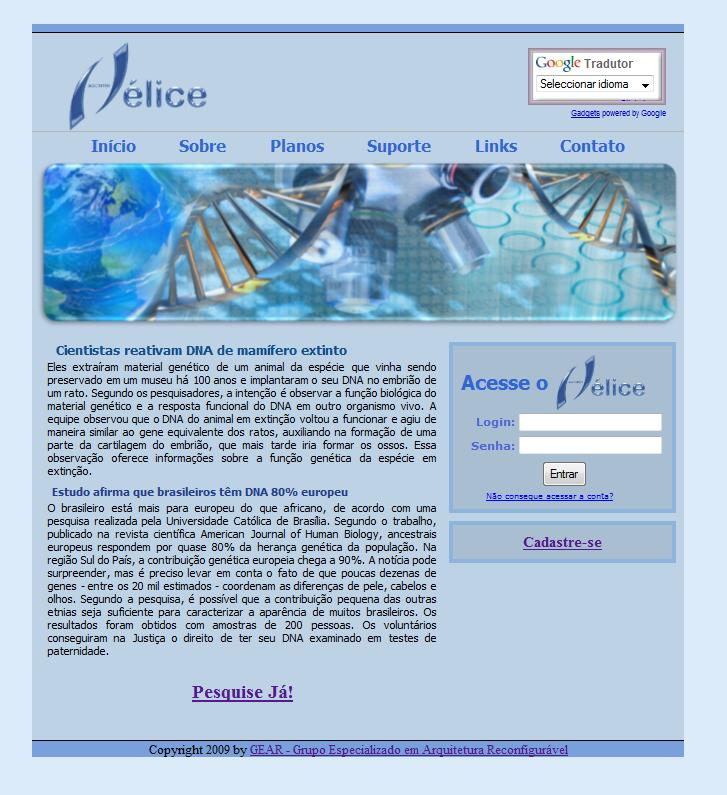 Hélice
Google Tradutor
Seleccionar idioma
Gadgets powered by Google
Início Sobre Planos Suporte Links Contato
Cientistas reativam DNA de mamífero extinto
Eles extraíram material genético de um animal da espécie que vinha sendo
preservado em um museu há 100 anos e implantaram o seu DNA no embrião de
um rato. Segundo os pesquisadores, a intenção é observar a função biológica do
material genético e a resposta funcional do DNA em outro organismo vivo. A
equipe observou que o DNA do animal em extinção voltou a funcionar e agiu de
maneira similar ao gene equivalente dos ratos, auxiliando na formação de uma
parte da cartilagem do embrião, que mais tarde iria formar os ossos. Essa
observação oferece informações sobre a função genética da espécie em
extinção.
Estudo afirma que brasileiros têm DNA 80% europeu
O brasileiro está mais para europeu do que africano, de acordo com uma
pesquisa realizada pela Universidade Católica de Brasília. Segundo o trabalho,
publicado na revista científica American Journal of Human Biology, ancestrais
europeus respondem por quase 80% da herança genética da população. Na
região Sul do País, a contribuição genética europeia chega a 90%. A notícia pode
surpreender, mas é preciso levar em conta o fato de que poucas dezenas de
genes - entre os 20 mil estimados - coordenam as diferenças de pele, cabelos e
olhos. Segundo a pesquisa, é possível que a contribuição pequena das outras
etnias seja suficiente para caracterizar a aparência de muitos brasileiros. Os
resultados foram obtidos com amostras de 200 pessoas. Os voluntários
conseguiram na Justiça o direito de ter seu DNA examinado em testes de
paternidade.
Pesquise Já!
Acesse o Hélice
Login:
Senha:
Entrar
Não consegue acessar a conta?
Cadastre-se
Copyright 2009 by GEAR - Grupo Especializado em Arquitetura Reconfigurável